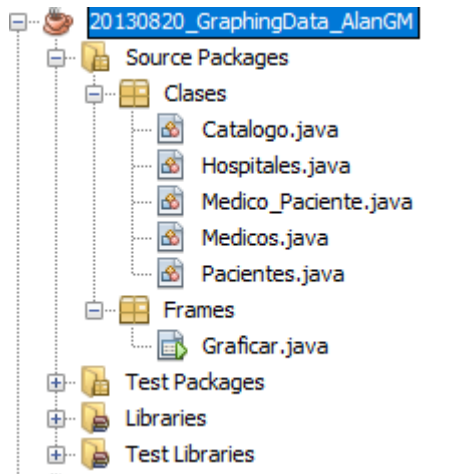 20130820_GraphingData_AlanGM
Source Packages
Clases
Catalogo.java
Hospitales.java
Medico_Paciente.java
Medicos.java
Pacientes.java
Frames
Graficar.java
Test Packages
Libraries
Test Libraries